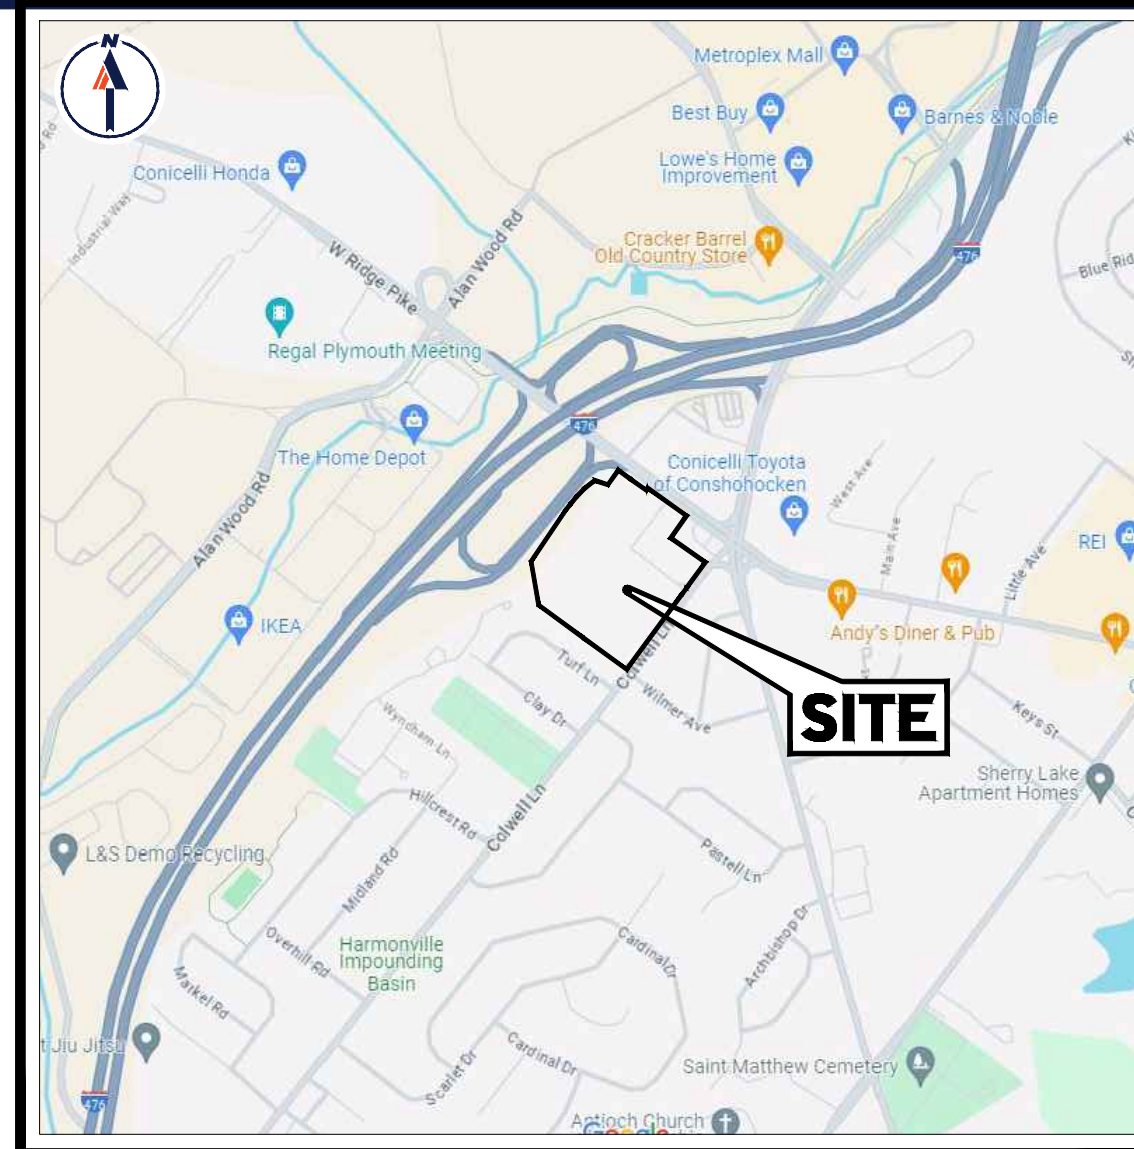 N
Metroplex Mall
Best Buy
Barnes & Noble
Lowe's Home
Improvement
Conicelli Honda
Industrial Way
Cracker Barrel
Old Country Store
Alan Wood Rd
W Ridge Pike
476
Blue Rid
Regal Plymouth Meeting
476
The Home Depot
Conicelli Toyota
of Conshohocken
West Ave
Main Ave
REI
Alan Wood Rd
Little Ave
IKEA
Andy's Diner & Pub
Colwell Ln
Turf Ln
Wilmer Ave
Clay Dr
SITE
Keys St
Wyndham Ln
Sherry Lake
Apartment Homes
Hillcrest Rd
Colwell Ln
L&S Demo Recycling
Pastell Ln
Midland Rd
Overhill Rd
Harmonville
Impounding
Basin
Cardinal Dr
Archbishop Dr
Markel Rd
t Jiu Jitsu
Cardinal Dr
Scarlet Dr
Saint Matthew Cemetery
476
Antioch Church
Google